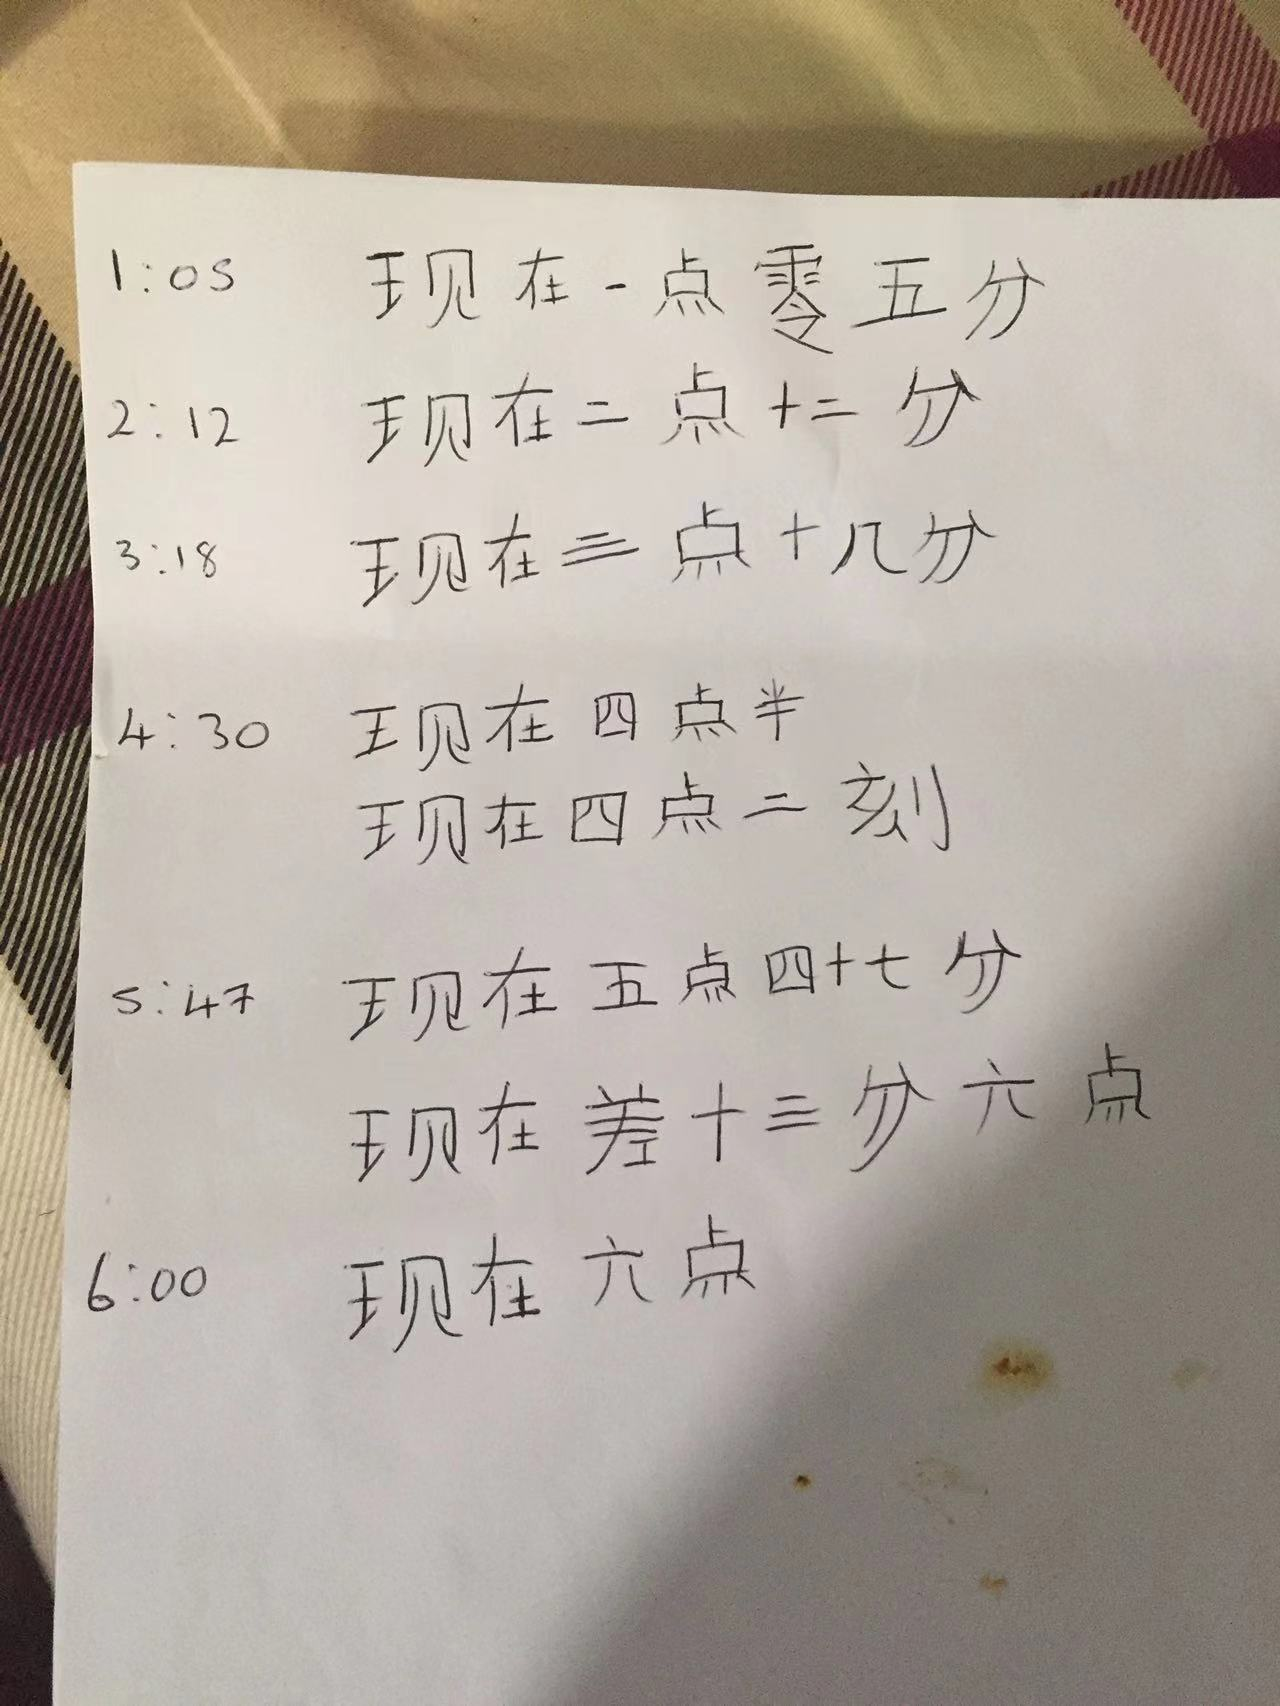 1:05 现在一点零五分
2:12 现在二点十二分
3:18 现在三点十几分
4:30 现在四点半
现在四点二刻
5:47 现在五点四十七分
现在差十三分六点
6:00 现在六点